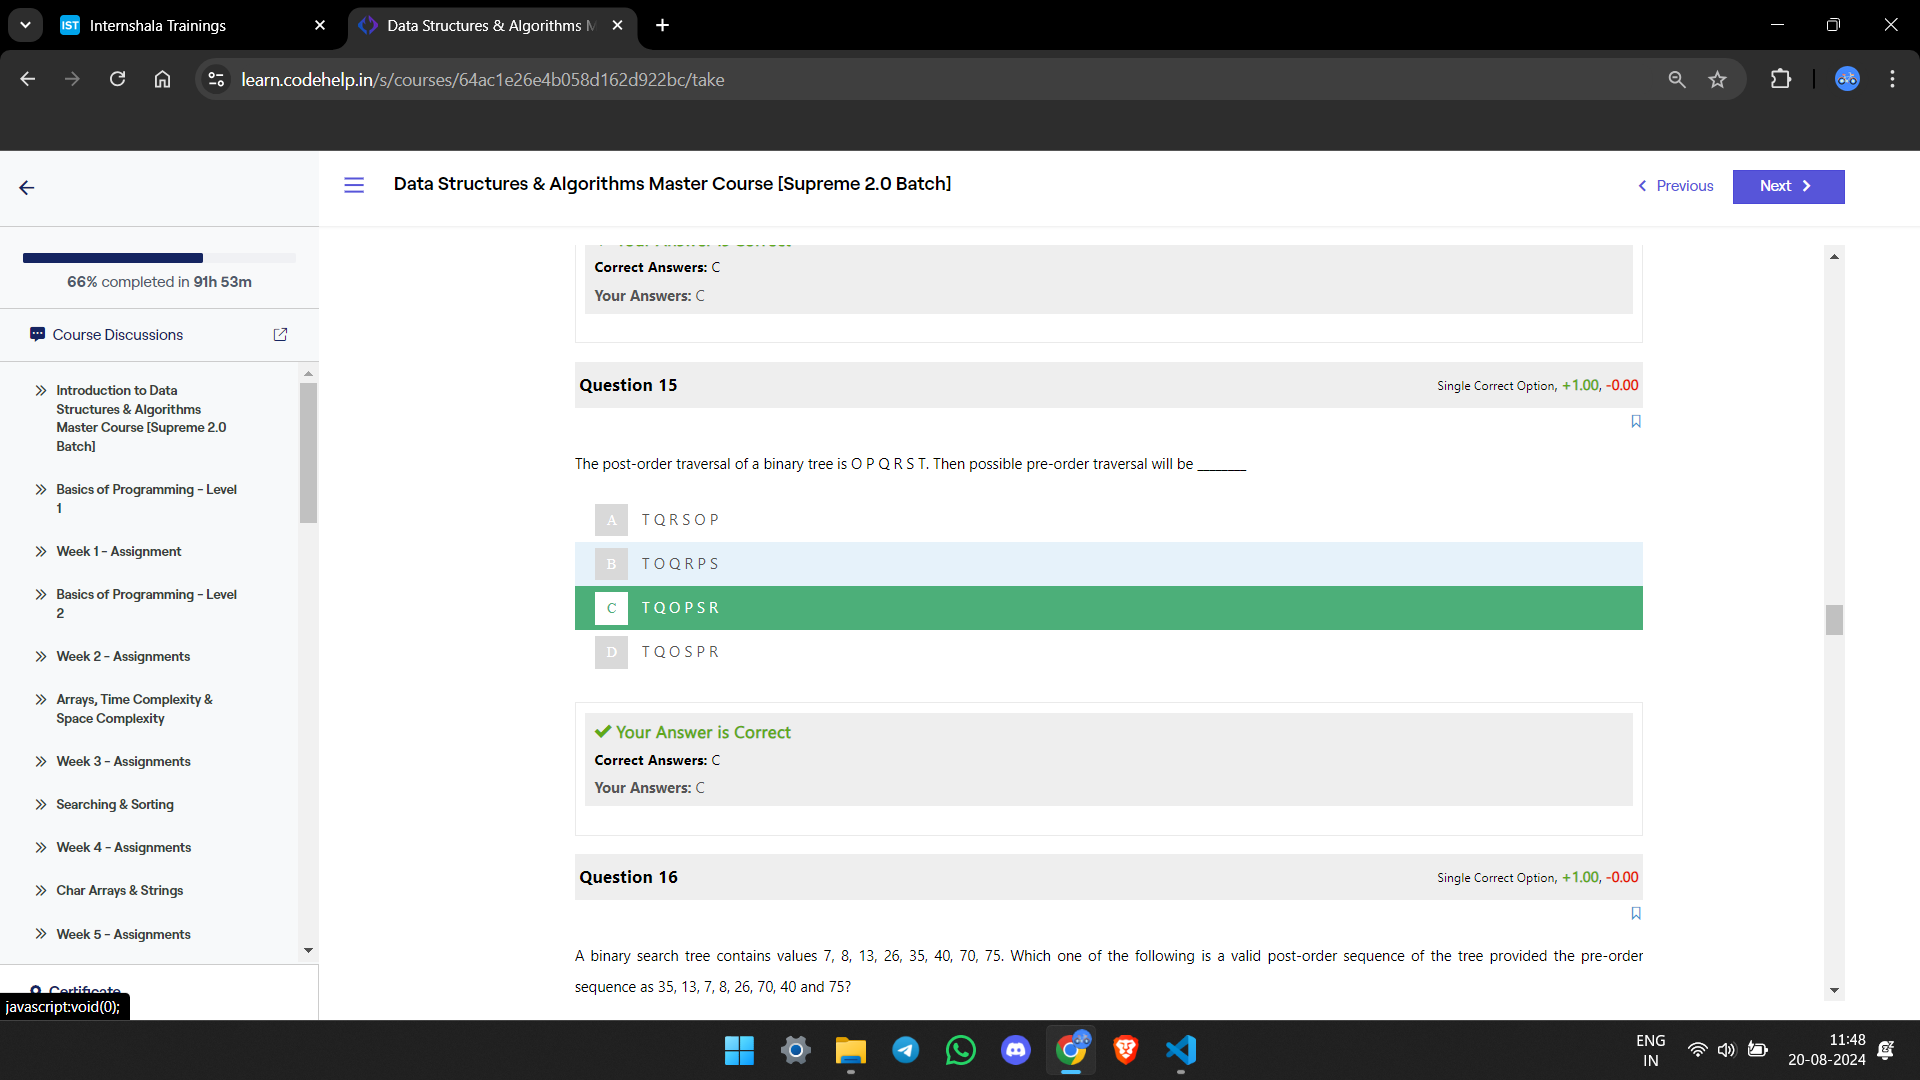 Internshala Trainings
Data Structures & Algorithms M
learn.codehelp.in/s/courses/64ac1e26e4b058d162d922bc/take
Data Structures & Algorithms Master Course [Supreme 2.0 Batch]
Previous
Next
66% completed in 91h 53m
Course Discussions
Introduction to Data
Structures & Algorithms
Master Course [Supreme 2.0
Batch]
Basics of Programming - Level
1
Week 1 - Assignment
Basics of Programming - Level
2
Week 2 - Assignments
Arrays, Time Complexity &
Space Complexity
Week 3 - Assignments
Searching & Sorting
Week 4 - Assignments
Char Arrays & Strings
Week 5 - Assignments
Certificate
javascript:void(0);
Your Answer is Correct
Correct Answers: C
Your Answers: C
Question 15
Single Correct Option, +1.00, -0.00
The post-order traversal of a binary tree is O P Q R S T. Then possible pre-order traversal will be ________
A T Q R S O P
B T O Q R P S
C T Q O P S R
D T Q O S P R
Your Answer is Correct
Correct Answers: C
Your Answers: C
Question 16
Single Correct Option, +1.00, -0.00
A binary search tree contains values 7, 8, 13, 26, 35, 40, 70, 75. Which one of the following is a valid post-order sequence of the tree provided the pre-order
sequence as 35, 13, 7, 8, 26, 70, 40 and 75?
ENG
IN
11:48
20-08-2024
IST